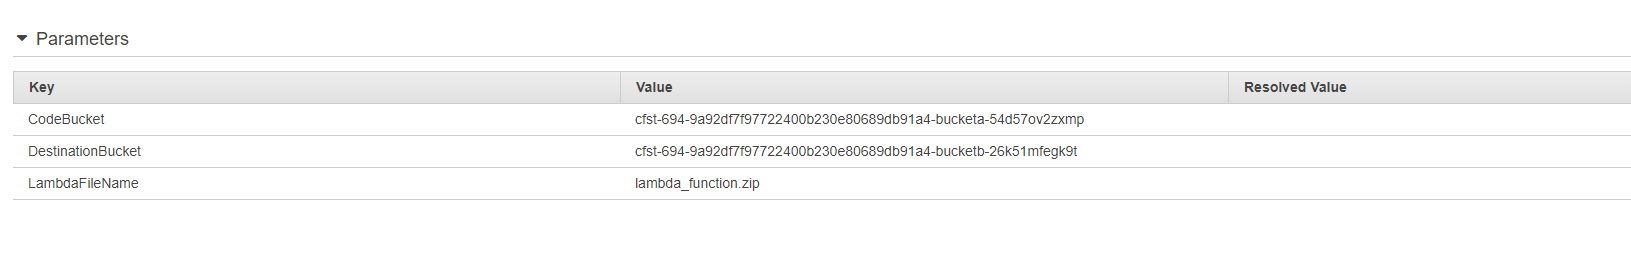 Parameters
Key Value Resolved Value
CodeBucket cfst-694-9a92df7f97722400b230e80689db91a4-bucketa-54d57ov2zxmp
DestinationBucket cfst-694-9a92df7f97722400b230e80689db91a4-bucketb-26k51mfegk9t
LambdaFileName lambda_function.zip